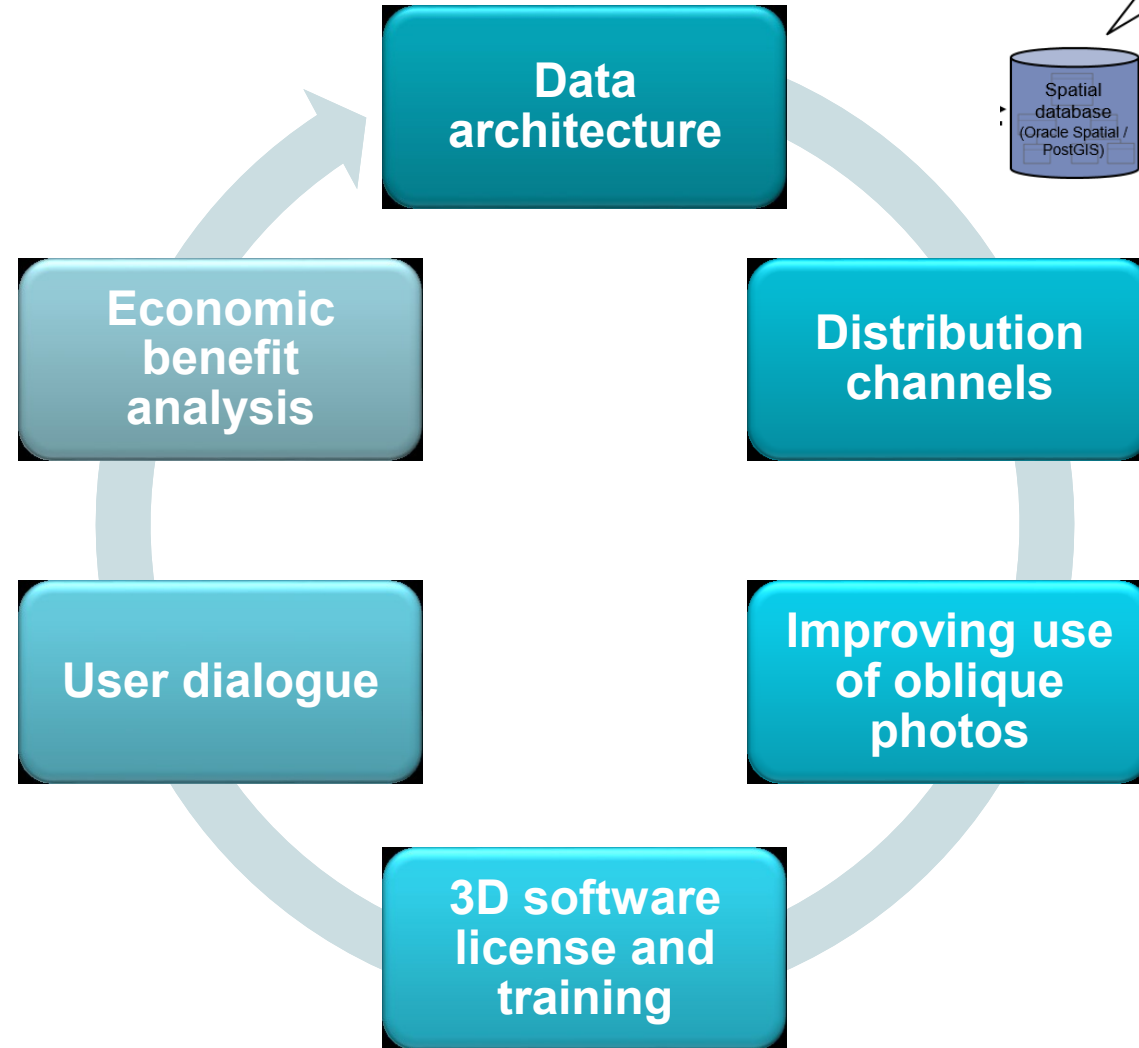 Data
architecture
Spatial
database
(Oracle Spatial /
PostGIS)
Distribution
channels
Improving use
of oblique
photos
3D software
license and
training
User dialogue
Economic
benefit
analysis